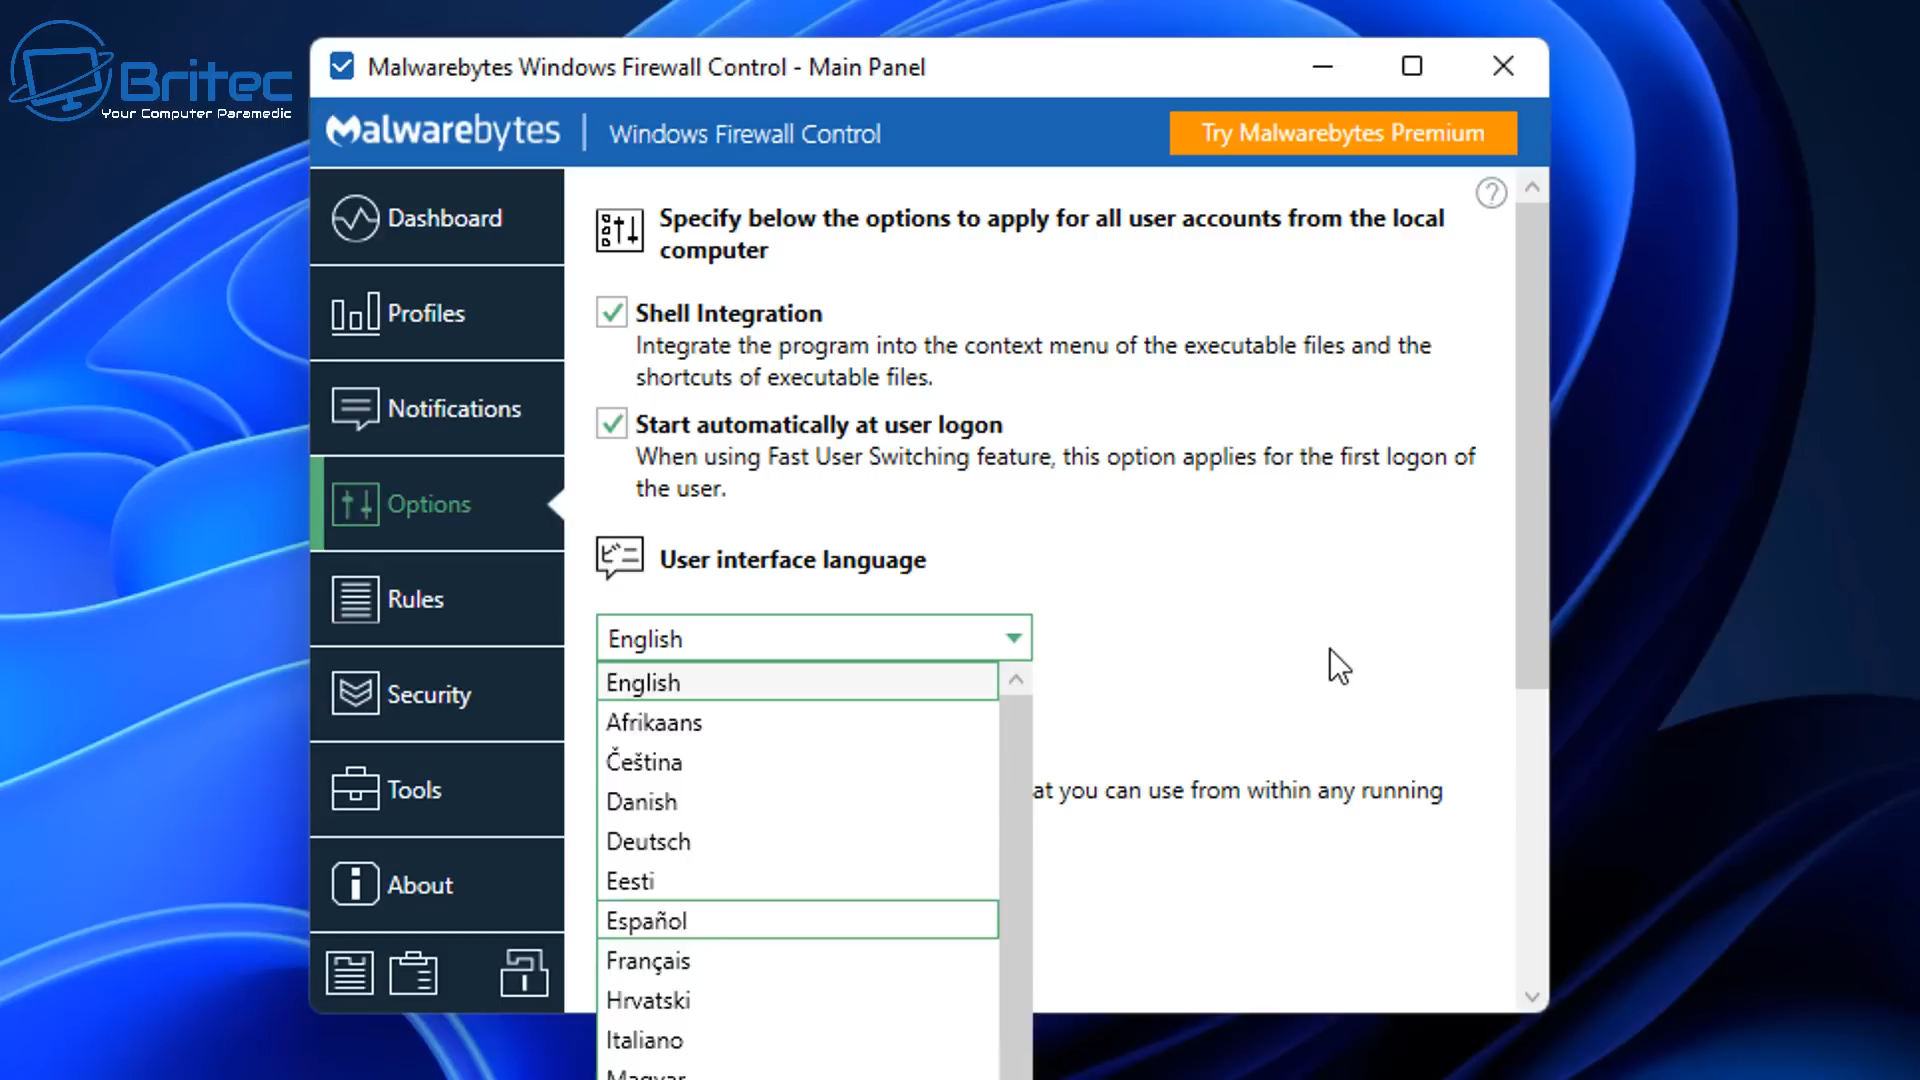 Britec
Your Computer Paramedic
Malwarebytes Windows Firewall Control - Main Panel
Malwarebytes | Windows Firewall Control
Try Malwarebytes Premium
Dashboard
Profiles
Notifications
Options
Rules
Security
Tools
About
Specify below the options to apply for all user accounts from the local
computer
Shell Integration
Integrate the program into the context menu of the executable files and the
shortcuts of executable files.
Start automatically at user logon
When using Fast User Switching feature, this option applies for the first logon of
the user.
User interface language
English
English
Afrikaans
Čeština
Danish
Deutsch
Eesti
Español
Français
Hrvatski
Italiano
Magyar
at you can use from within any running